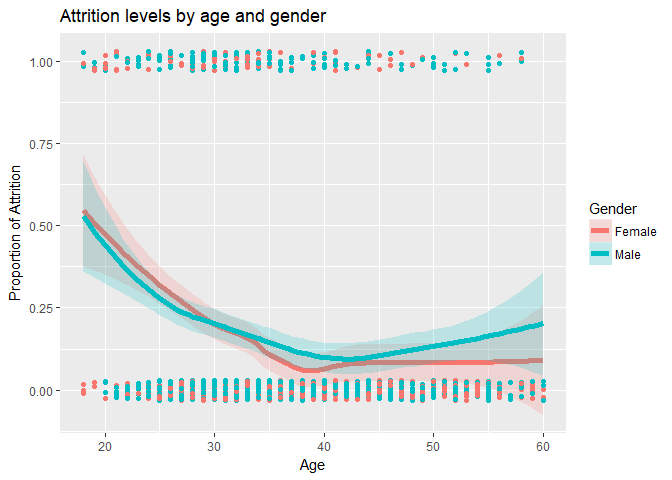 Attrition levels by age and gender
Proportion of Attrition
1.00
0.75
0.50
0.25
0.00
20
30
40
50
60
Age
Gender
Female
Male